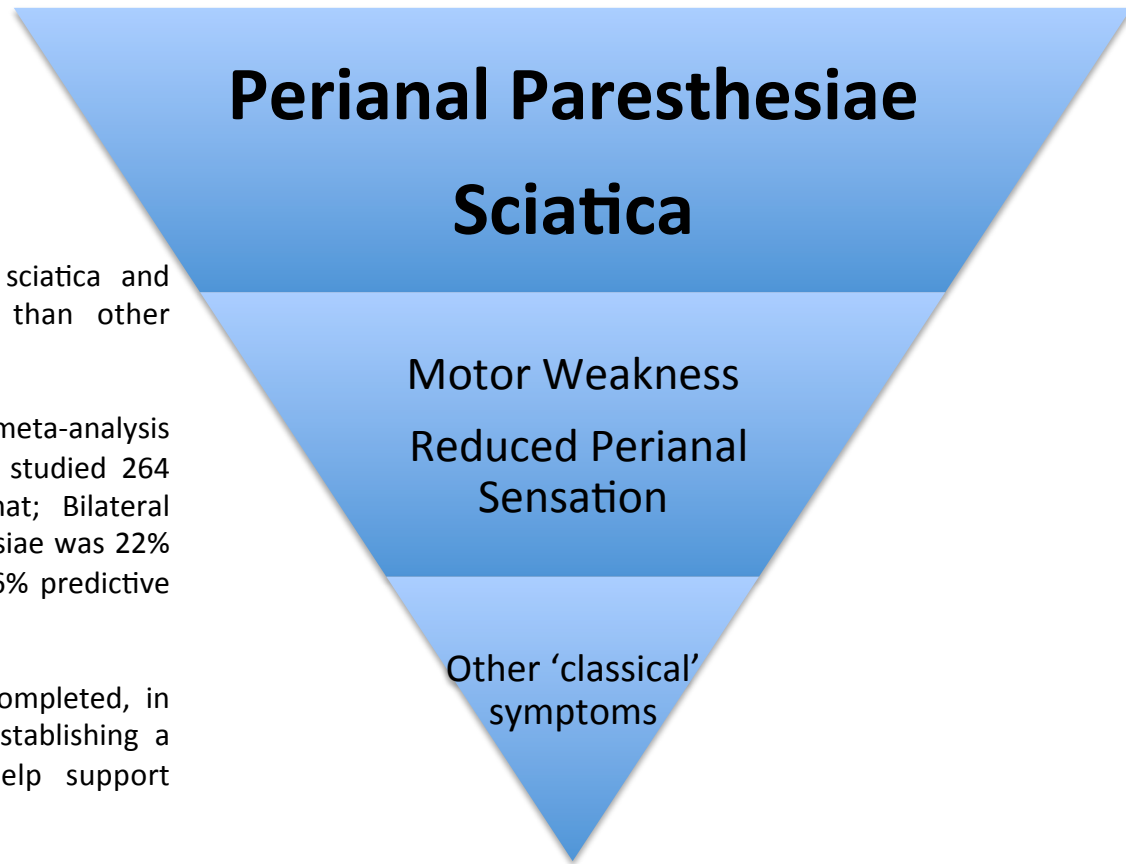 Perianal Paresthesiae
Sciatica
sciatica and
than other
meta-analysis
studied 264
hat; Bilateral
siae was 22%
6% predictive
ompleted, in
stablishing a
elp support
Motor Weakness
Reduced Perianal
Sensation
Other ‘classical’
symptoms